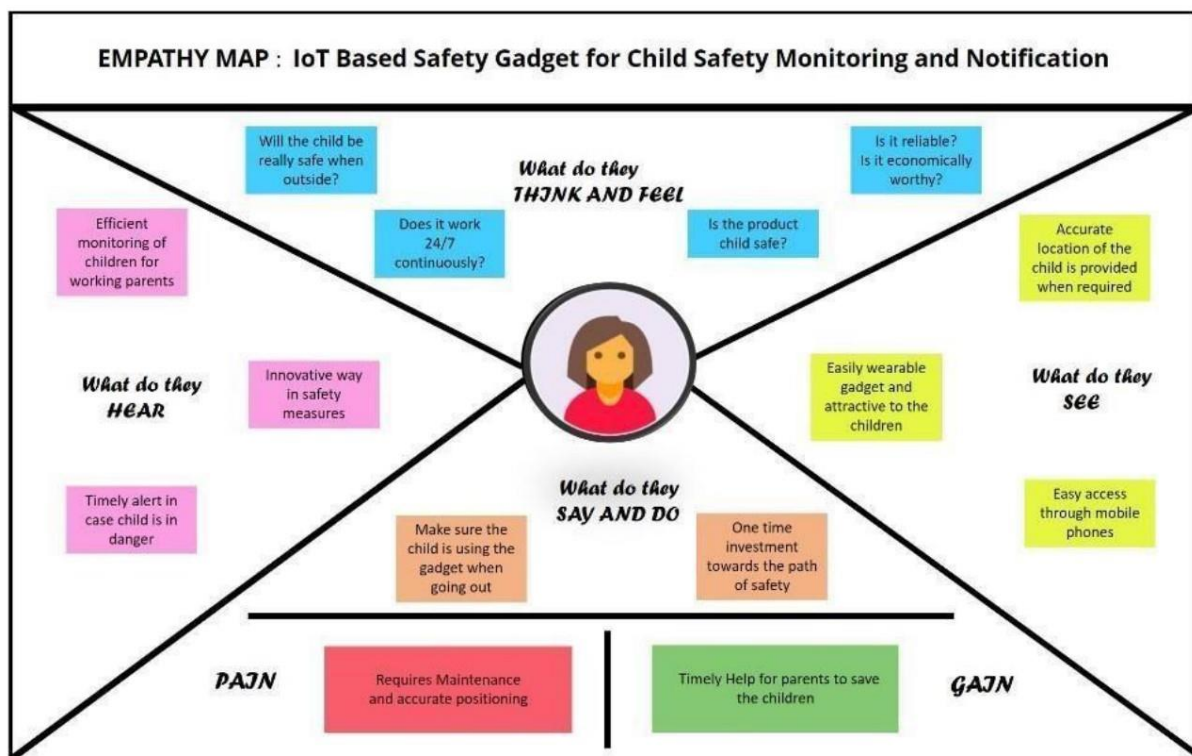 EMPATHY MAP : IoT Based Safety Gadget for Child Safety Monitoring and Notification
Will the child be
really safe when
outside?
What do they
THINK AND FEEL
Is it reliable?
Is it economically
worthy?
Does it work
24/7
continuously?
Is the product
child safe?
Efficient
monitoring of
children for
working parents
What do they
HEAR
Innovative way
in safety
measures
Timely alert in
case child is in
danger
Accurate
location of the
child is provided
when required
Easily wearable
gadget and
attractive to the
children
What do they
SEE
Easy access
through mobile
phones
What do they
SAY AND DO
Make sure the
child is using the
gadget when
going out
One time
investment
towards the path
of safety
PAIN
Requires Maintenance
and accurate positioning
Timely Help for parents to save
the children
GAIN